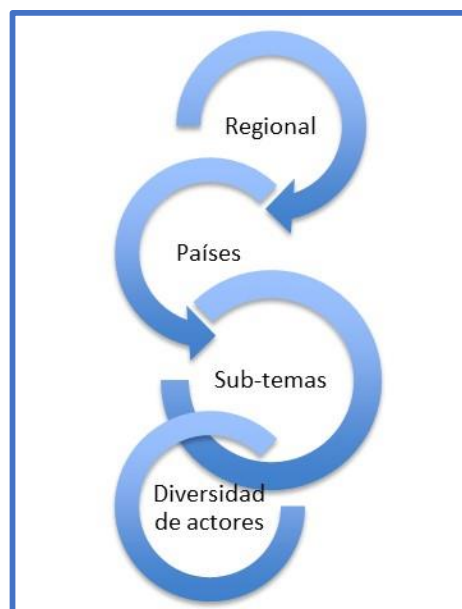 Regional
Países
Sub-temas
Diversidad
de actores